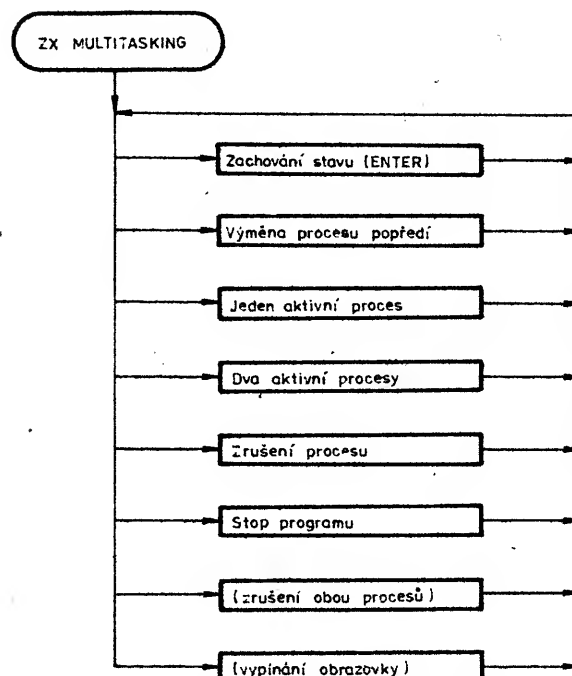 ZX MULTITASKING
Zachování stavu (ENTER)
Výměna procesu popředí
Jeden aktivní proces
Dva aktivní procesy
Zrušení procesu
Stop programu
(zrušení obou procesů)
(vypínání obrazovky)